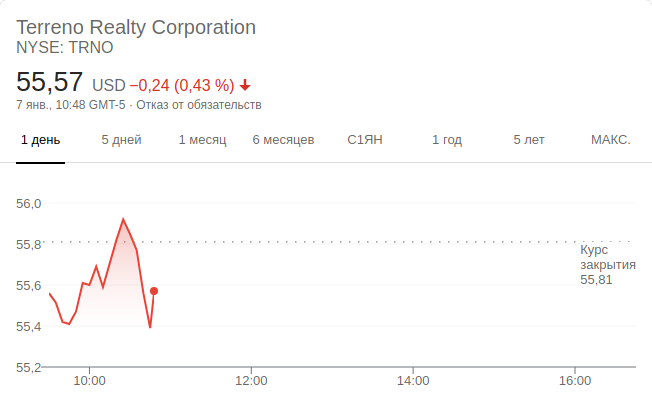 Terreno Realty Corporation
NYSE: TRNO
55,57 USD −0,24 (0,43 %)
7 янв., 10:48 GMT-5 · Отказ от обязательств
1 день 5 дней 1 месяц 6 месяцев С1ЯН 1 год 5 лет МАКС.
56,0
55,8
Курс
закрытия
55,81
55,6
55,4
55,2
10:00 12:00 14:00 16:00